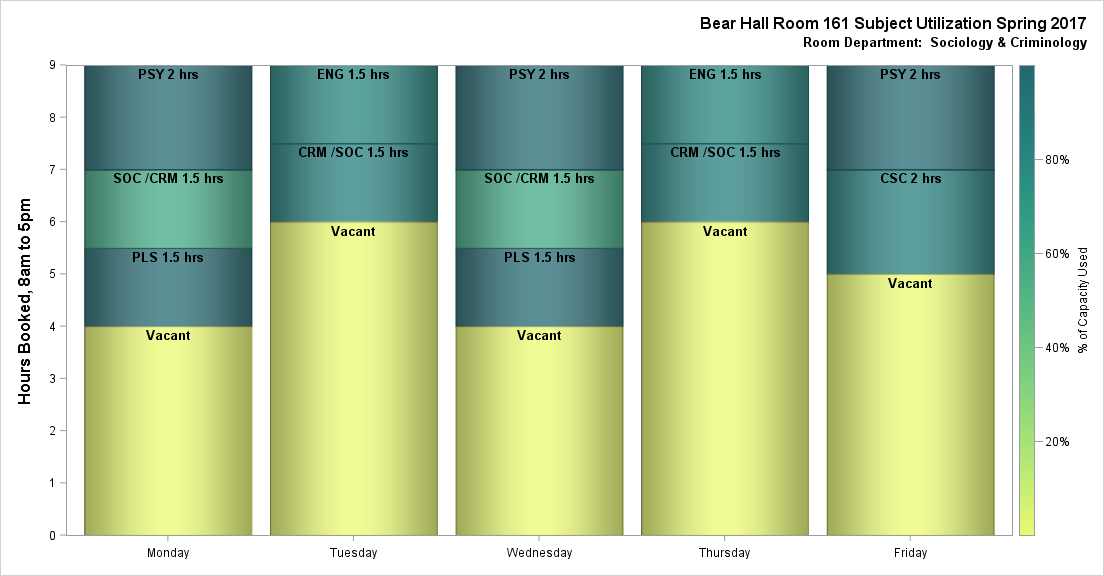 Bear Hall Room 161 Subject Utilization Spring 2017
Room Department: Sociology & Criminology
Hours Booked, 8am to 5pm
9
8
7
6
5
4
3
2
1
0
PSY 2 hrs
SOC /CRM 1.5 hrs
PLS 1.5 hrs
Vacant
ENG 1.5 hrs
CRM /SOC 1.5 hrs
Vacant
PSY 2 hrs
SOC /CRM 1.5 hrs
PLS 1.5 hrs
Vacant
ENG 1.5 hrs
CRM /SOC 1.5 hrs
Vacant
PSY 2 hrs
CSC 2 hrs
Vacant
Monday
Tuesday
Wednesday
Thursday
Friday
80%
60%
40%
20%
% of Capacity Used